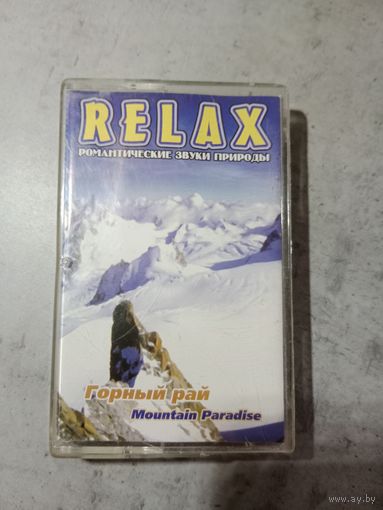 RELAX
РОМАНТИЧЕСКИЕ ЗВУКИ ПРИРОДЫ
Горный рай
Mountain Paradise
www.ay.by